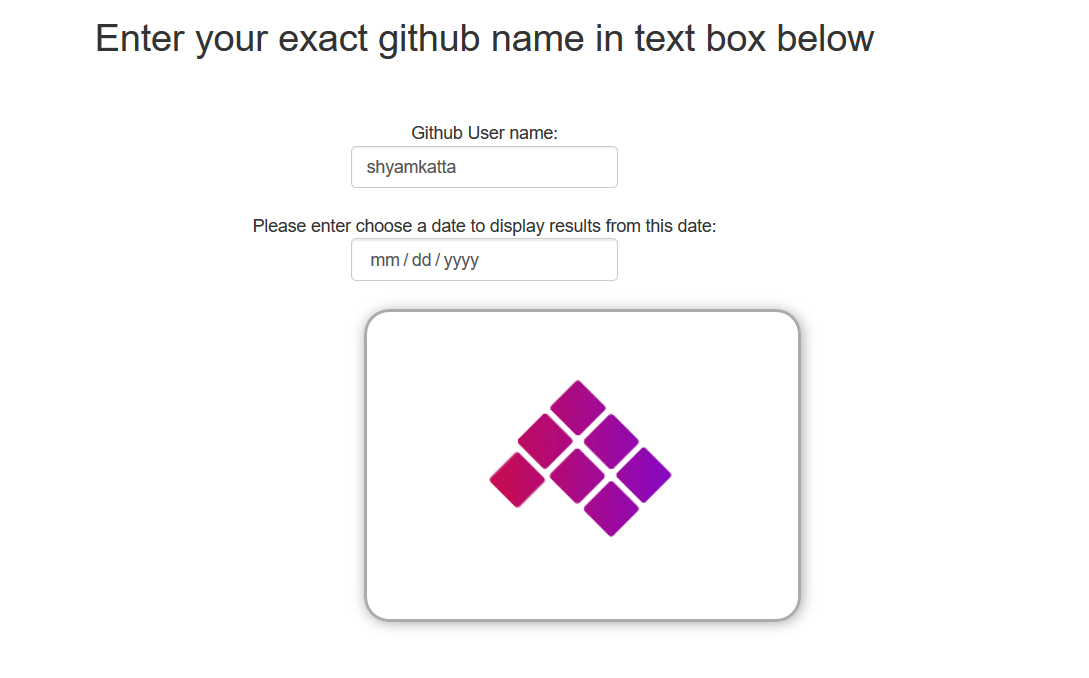 Enter your exact github name in text box below
Github User name:
shyamkatta
Please enter choose a date to display results from this date:
mm/dd/yyyy